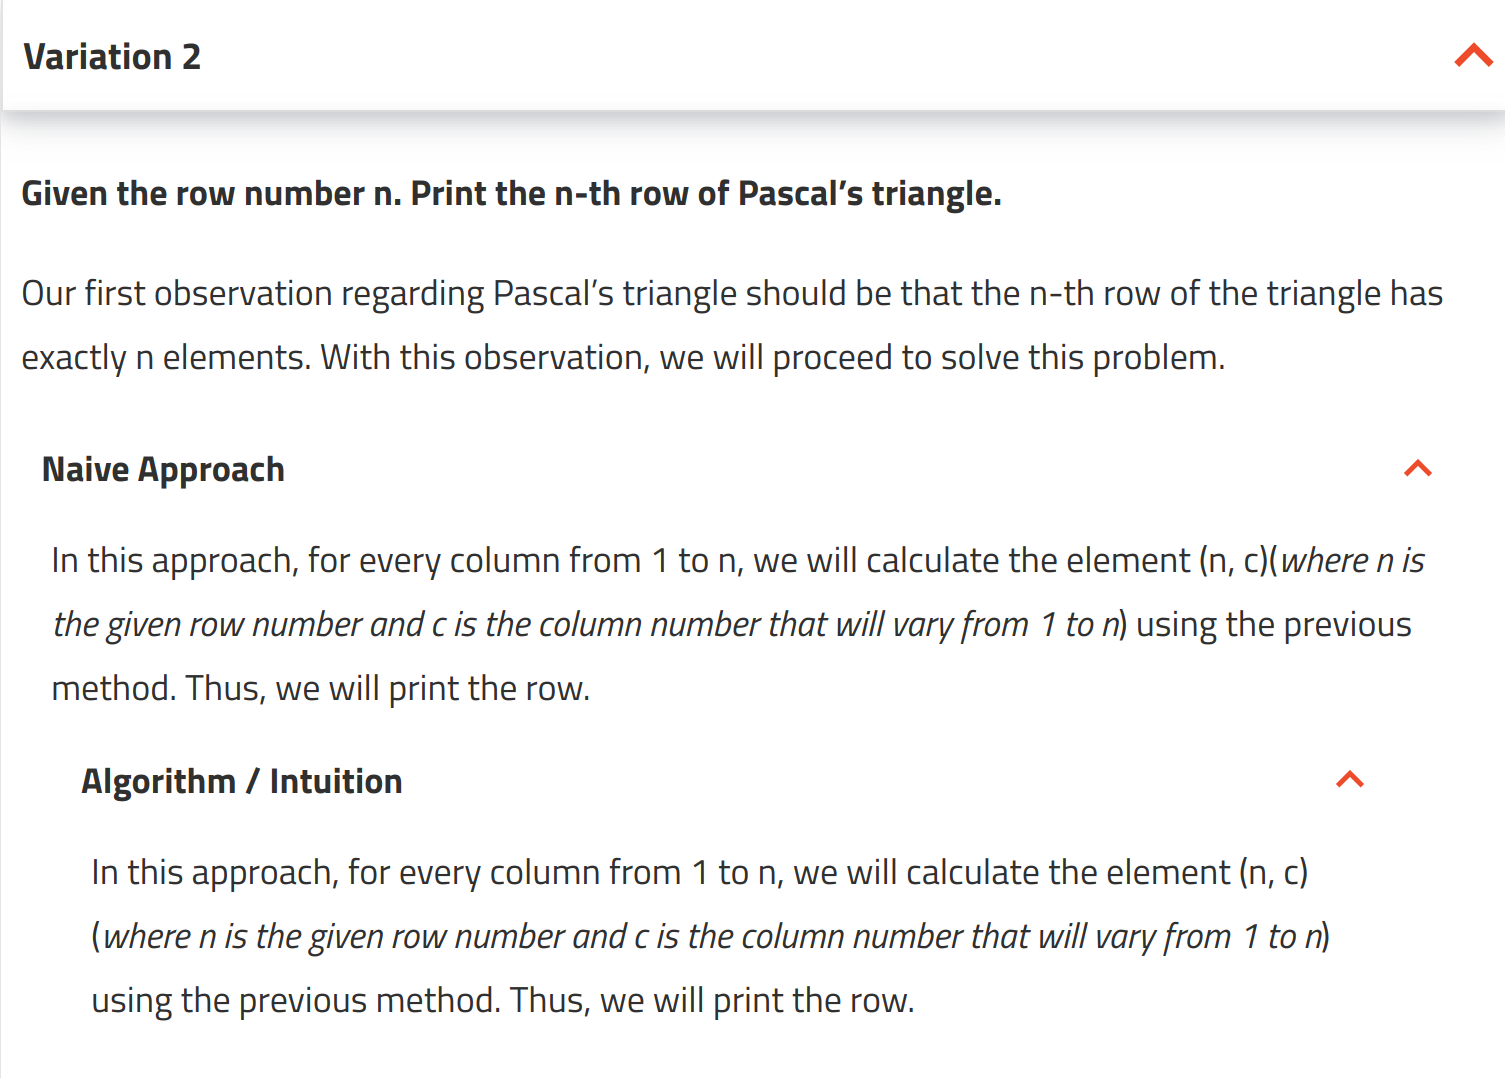 Variation 2
Given the row number n. Print the n-th row of Pascal’s triangle.
Our first observation regarding Pascal’s triangle should be that the n-th row of the triangle has
exactly n elements. With this observation, we will proceed to solve this problem.
Naive Approach
In this approach, for every column from 1 to n, we will calculate the element (n, c)(where n is
the given row number and c is the column number that will vary from 1 to n) using the previous
method. Thus, we will print the row.
Algorithm / Intuition
In this approach, for every column from 1 to n, we will calculate the element (n, c)
(where n is the given row number and c is the column number that will vary from 1 to n)
using the previous method. Thus, we will print the row.